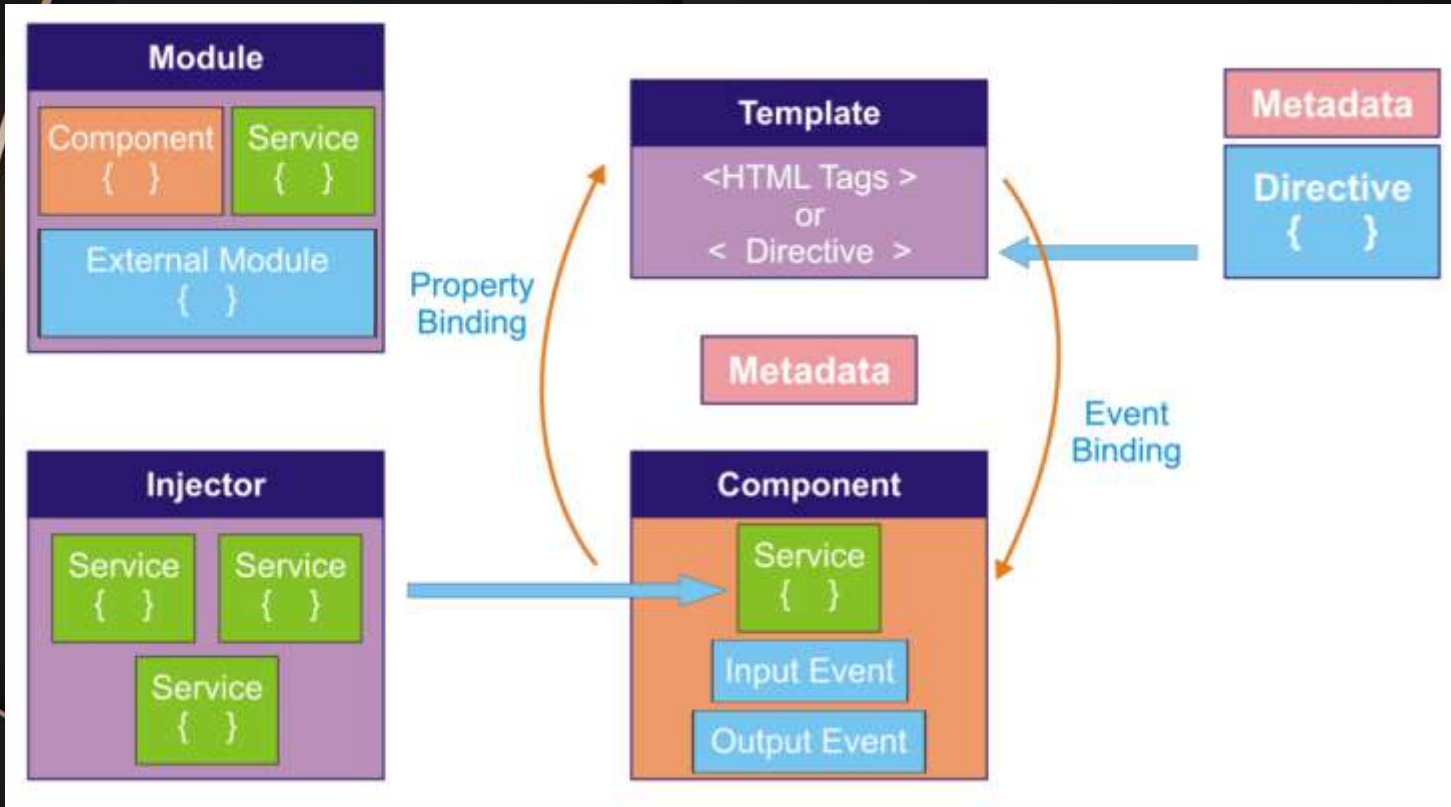 Module
Component
{ }
Service
{ }
External Module
{ }
Template
<HTML Tags >
or
< Directive >
Metadata
Directive
{ }
Property
Binding
Metadata
Event
Binding
Injector
Service
{ }
Service
{ }
Service
{ }
Component
Service
{ }
Input Event
Output Event